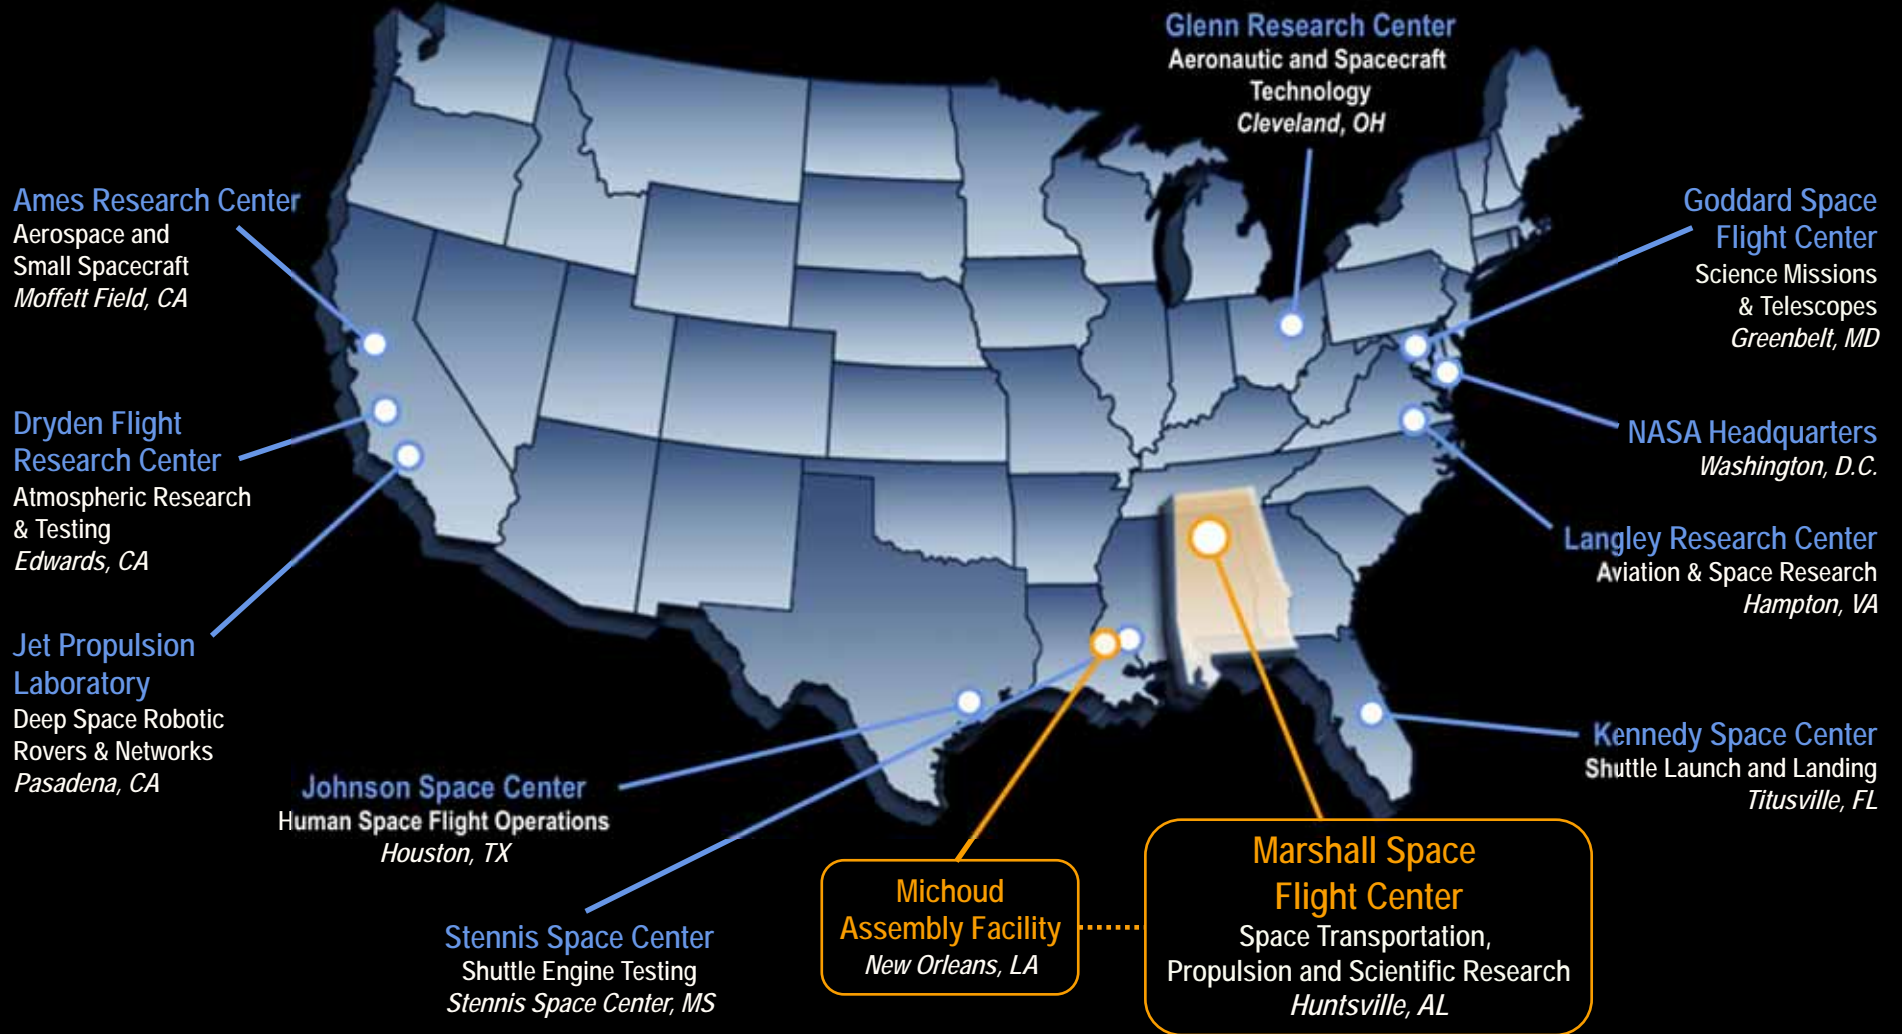 Glenn Research Center
Aeronautic and Spacecraft
Technology
Cleveland, OH
Ames Research Center
Aerospace and
Small Spacecraft
Moffett Field, CA
Goddard Space
Flight Center
Science Missions
& Telescopes
Greenbelt, MD
Dryden Flight
Research Center
Atmospheric Research
& Testing
Edwards, CA
NASA Headquarters
Washington, D.C.
Langley Research Center
Aviation & Space Research
Hampton, VA
Jet Propulsion
Laboratory
Deep Space Robotic
Rovers & Networks
Pasadena, CA
Kennedy Space Center
Shuttle Launch and Landing
Titusville, FL
Johnson Space Center
Human Space Flight Operations
Houston, TX
Stennis Space Center
Shuttle Engine Testing
Stennis Space Center, MS
Michoud
Assembly Facility
New Orleans, LA
Marshall Space
Flight Center
Space Transportation,
Propulsion and Scientific Research
Huntsville, AL